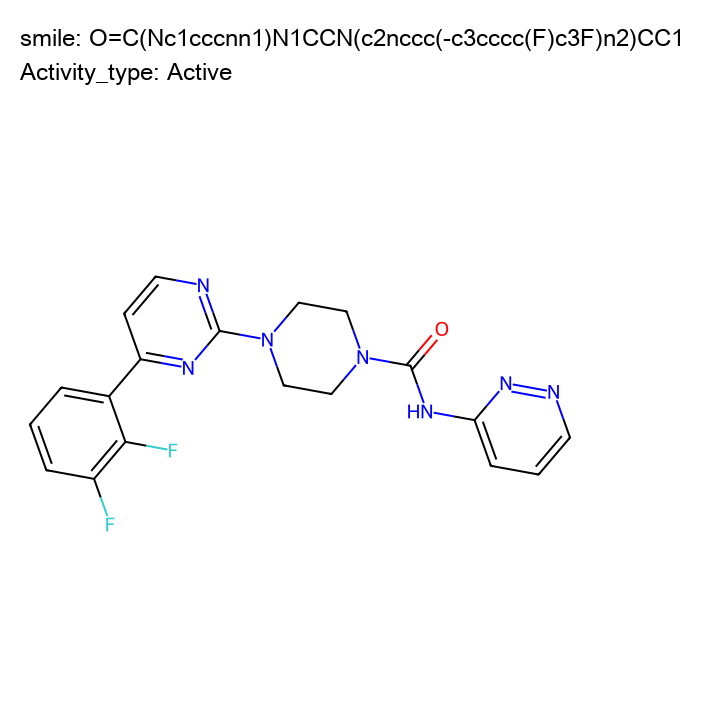 smile: O=C(Nc1cccnn1)N1CCN(c2nccc(-c3cccc(F)c3F)n2)CC1
Activity_type: Active
N
N
N
N
O
HN
N
N
F
F